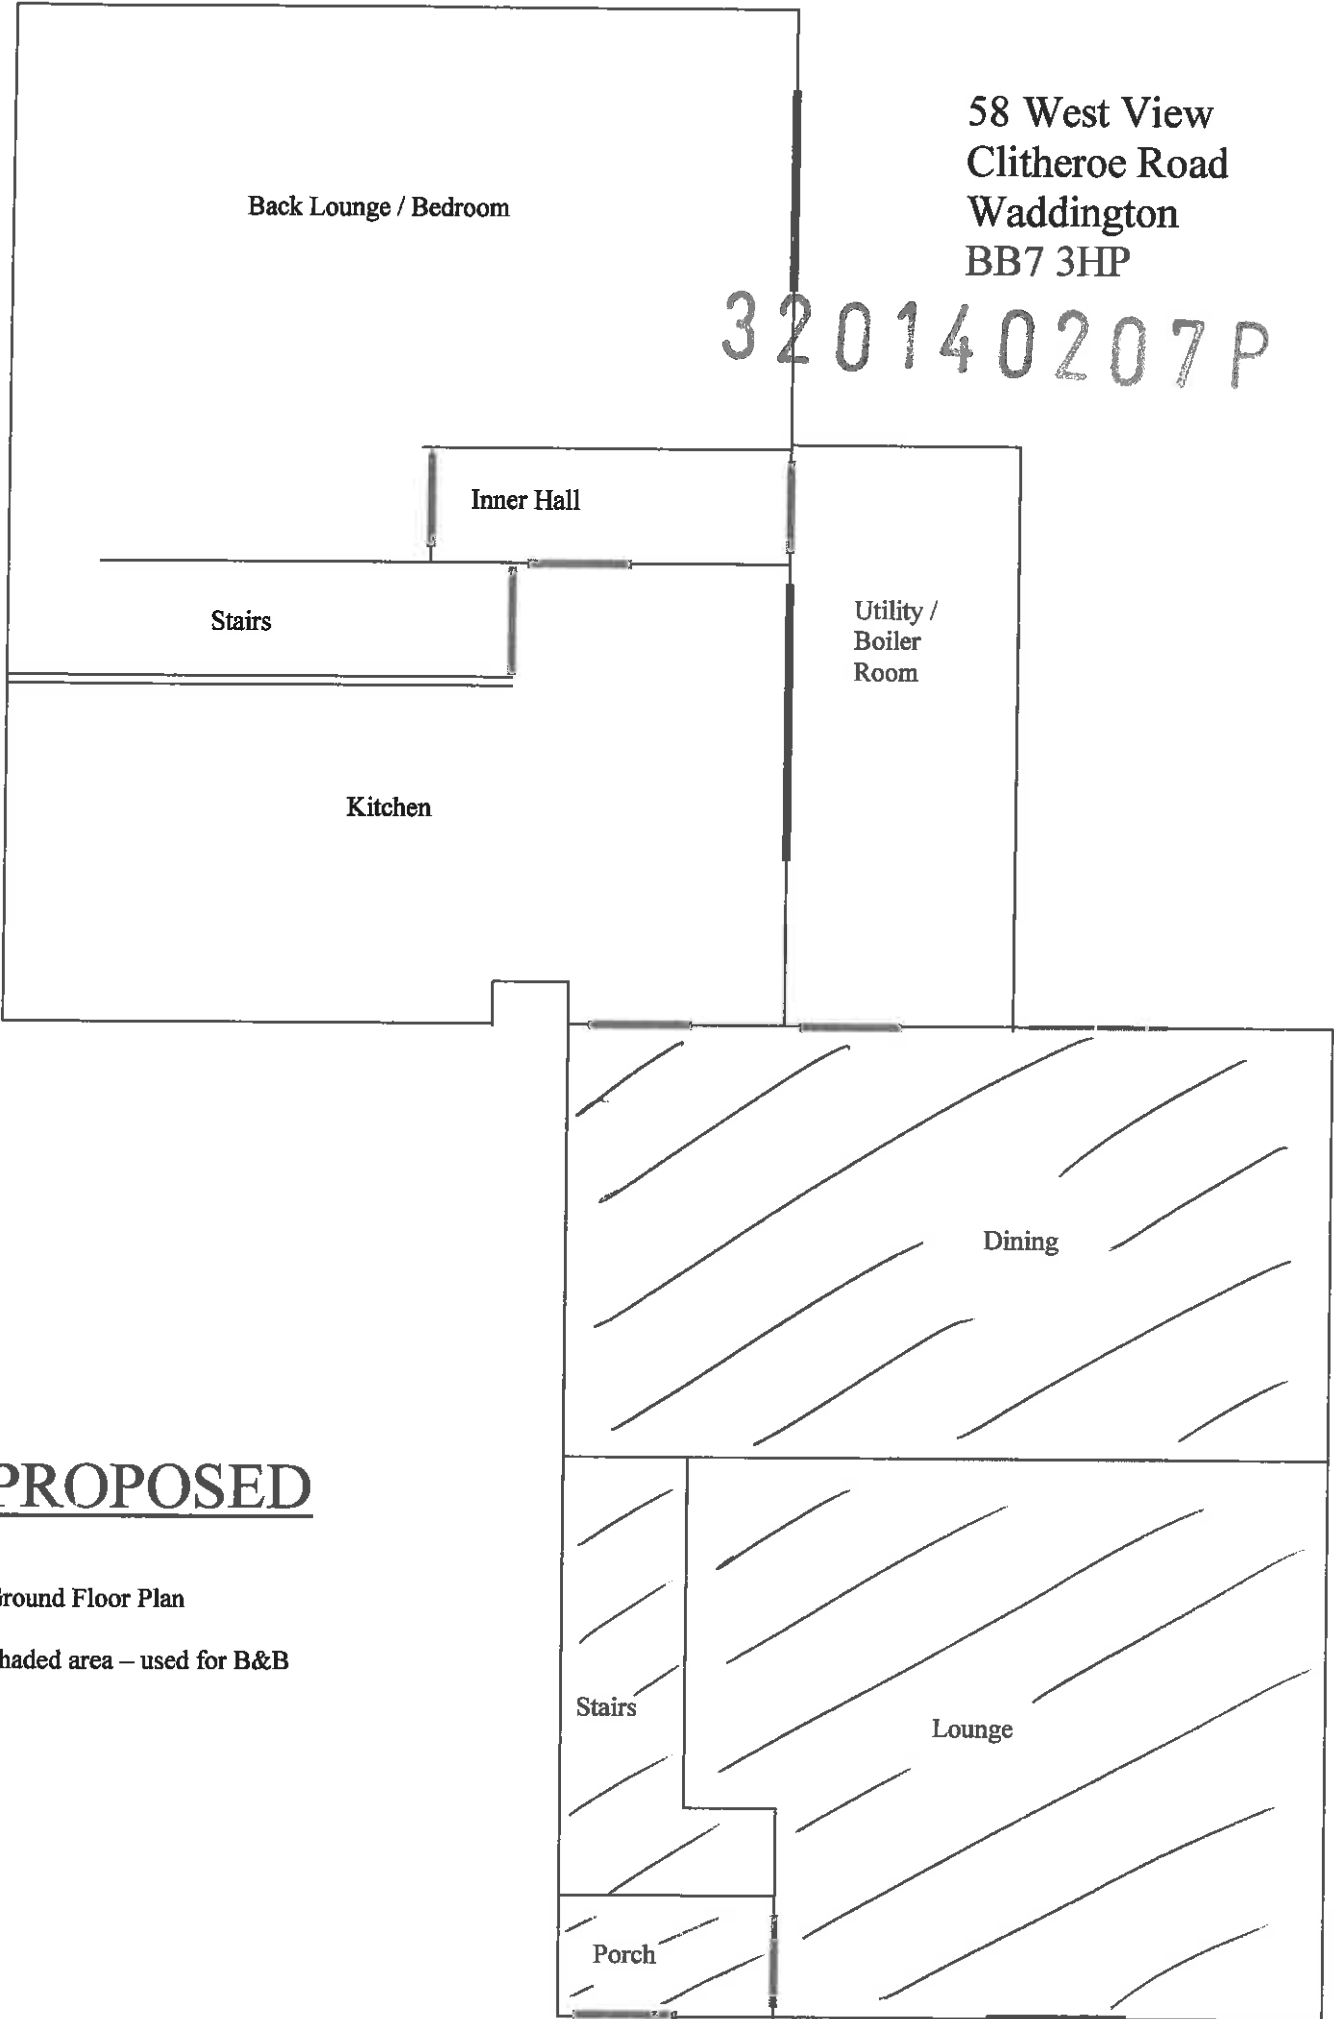 58 West View
Clitheroe Road
Waddington
BB7 3HP
320140207P
Back Lounge / Bedroom
Inner Hall
Stairs
Utility /
Boiler
Room
Kitchen
Dining
PROPOSED
Ground Floor Plan
haded area – used for B&B
Stairs
Lounge
Porch